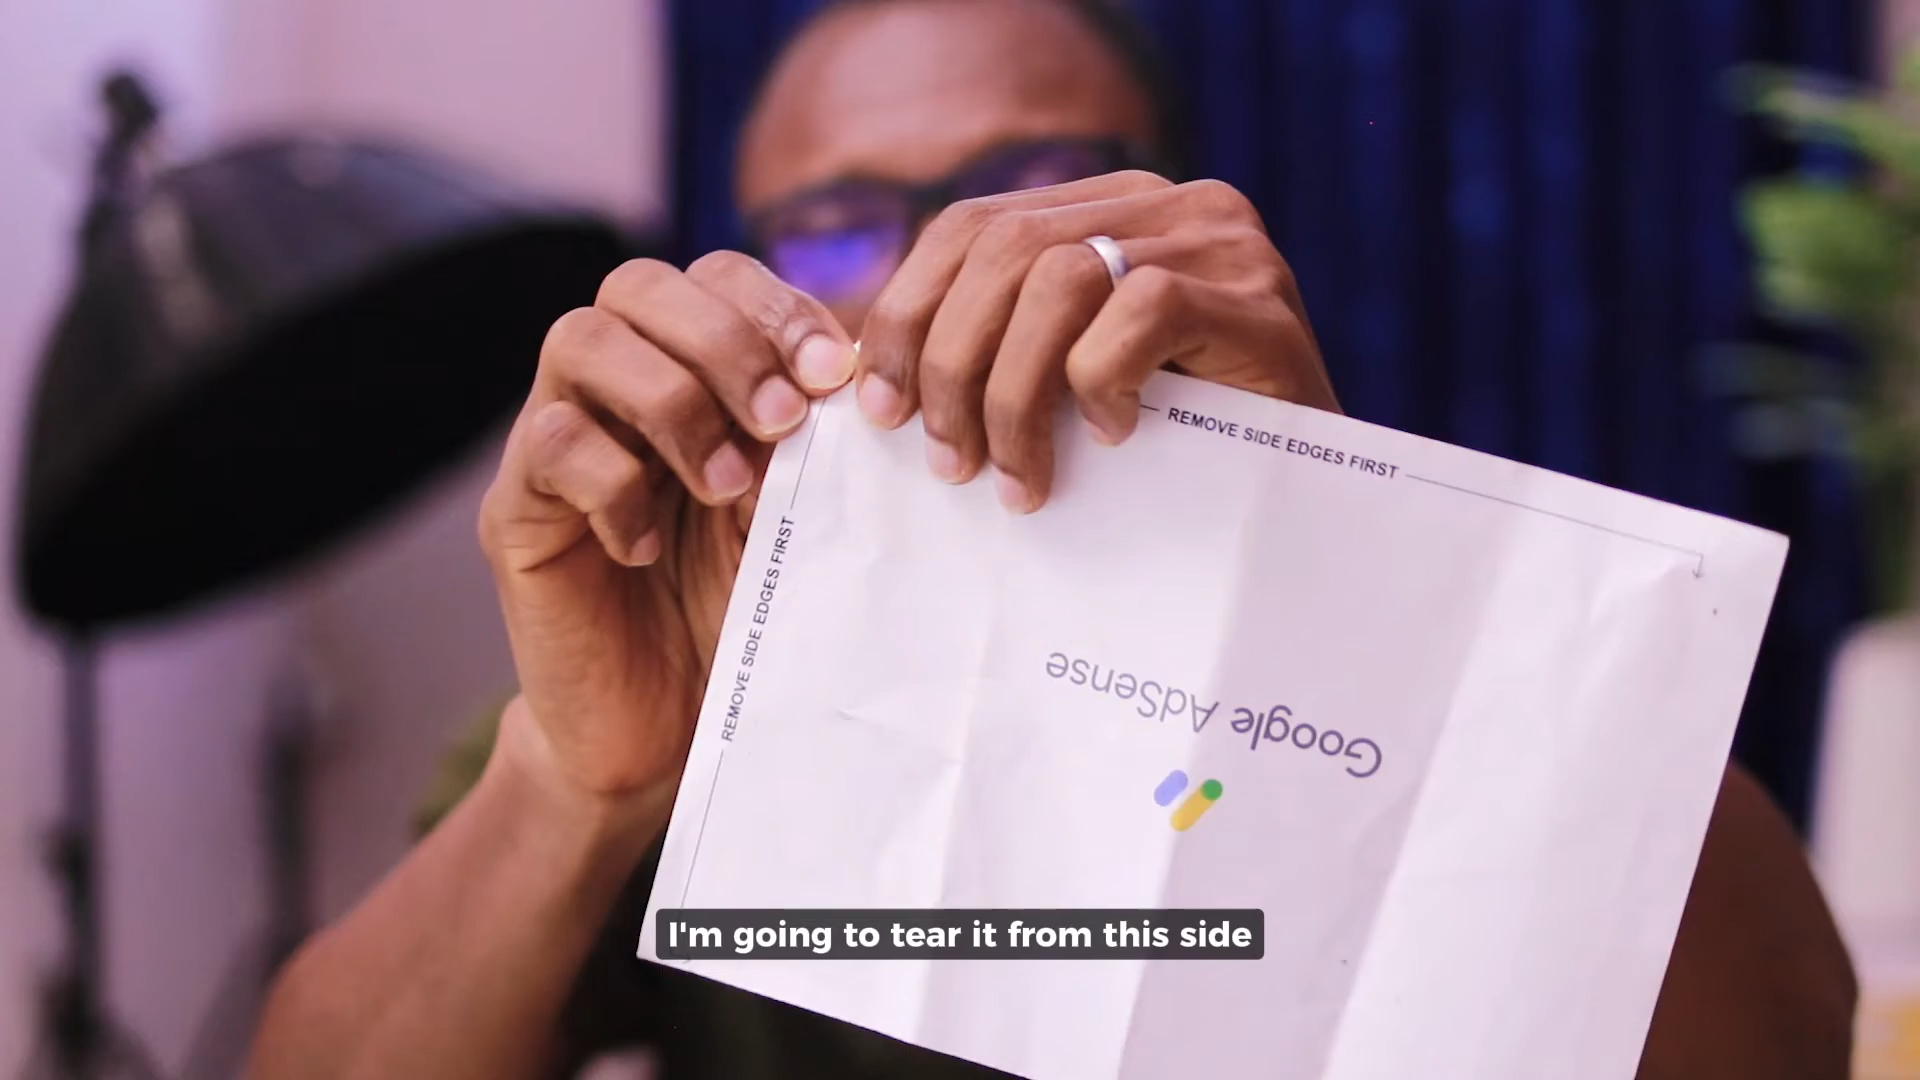 REMOVE SIDE EDGES FIRST
REMOVE SIDE EDGES FIRST
Google AdSense
I'm going to tear it from this side